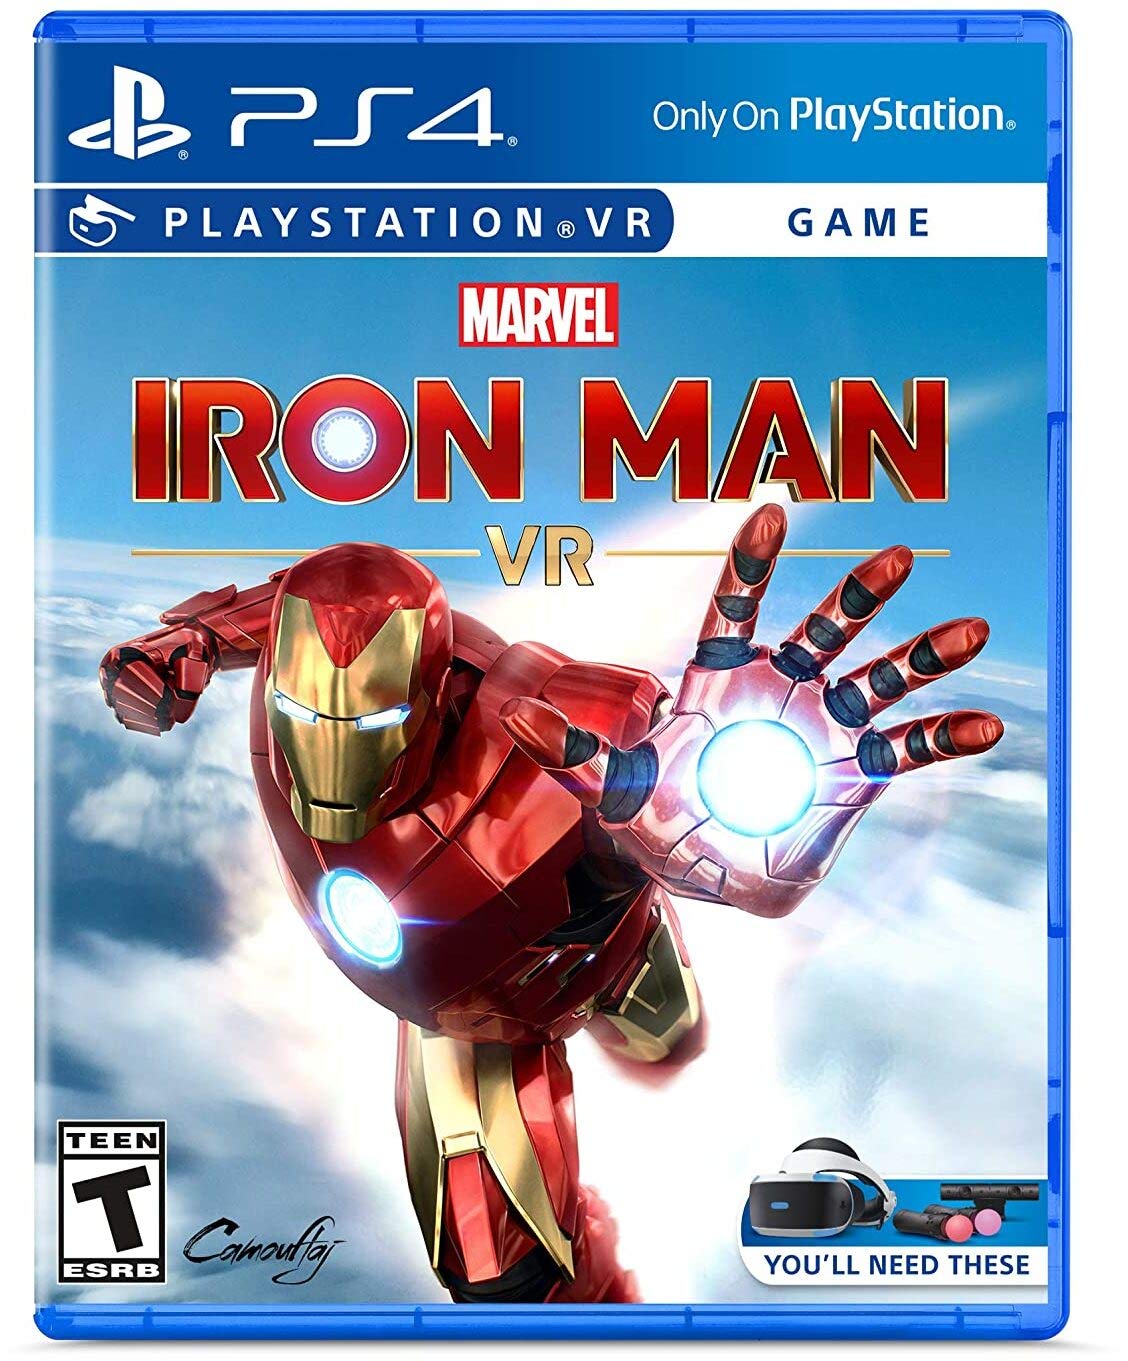 PS4®
Only On PlayStation®
PLAYSTATION®VR
GAME
MARVEL
IRON MAN
VR
TEEN
T
ESRB
Camouflaj
YOU'LL NEED THESE